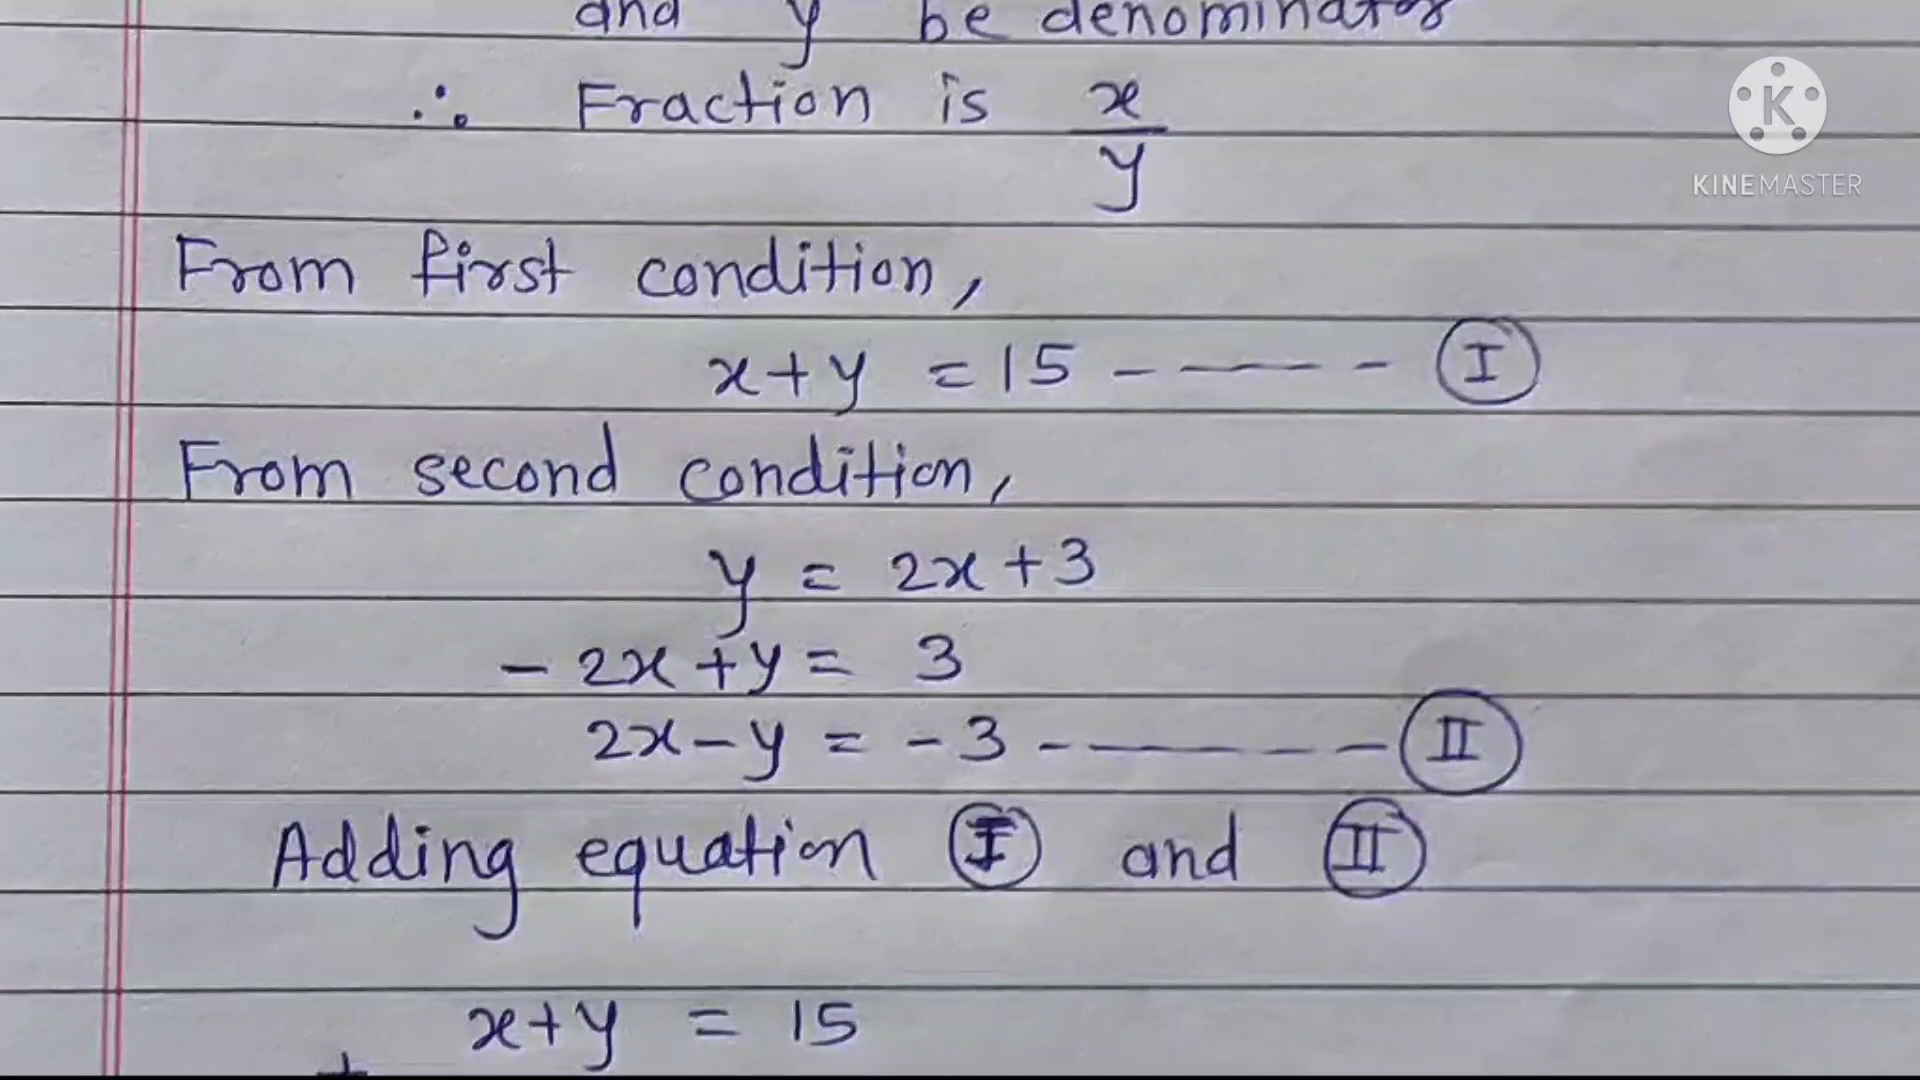 and y be denominator
∴ Fraction is x/y
From first condition,
x+y = 15 ------ I
From second condition,
y = 2x+3
-2x+y = 3
2x-y = -3 ------- II
Adding equation I and II
x+y = 15
+
K
KINEMASTER